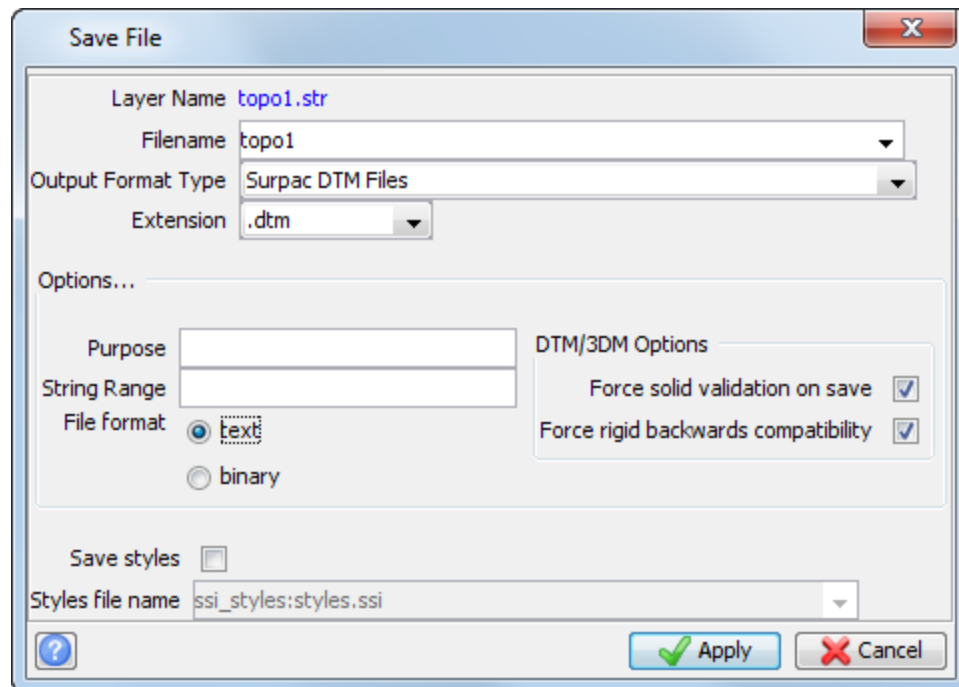 Save File
Layer Name topo1.str
Filename topo1
Output Format Type Surpac DTM Files
Extension .dtm
Options...
Purpose
String Range
File format text
binary
DTM/3DM Options
Force solid validation on save
Force rigid backwards compatibility
Save styles
Styles file name ssi_styles:styles.ssi
Apply Cancel